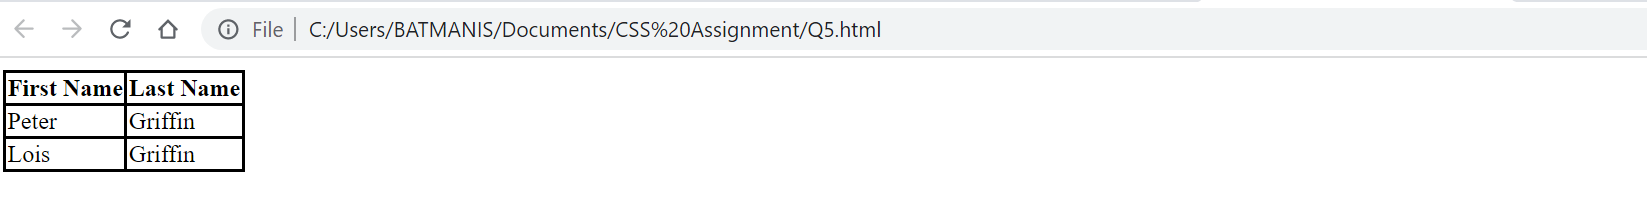 File | C:/Users/BATMANIS/Documents/CSS%20Assignment/Q5.html
First Name Last Name
Peter Griffin
Lois Griffin